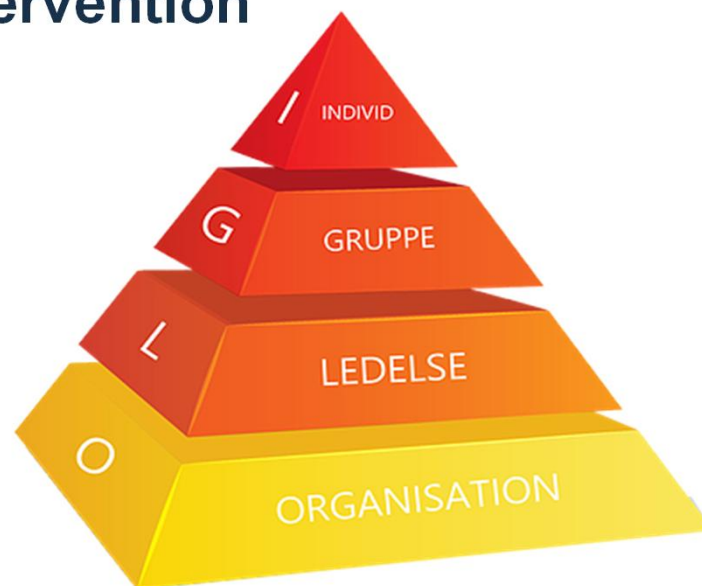 ervention
I INDIVID
G GRUPPE
L LEDELSE
O ORGANISATION